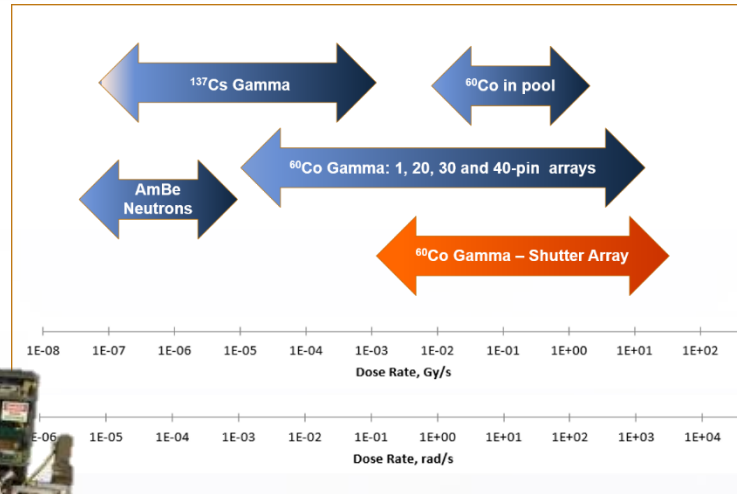 ¹³⁷Cs Gamma
⁶⁰Co in pool
⁶⁰Co Gamma: 1, 20, 30 and 40-pin arrays
AmBe
Neutrons
⁶⁰Co Gamma – Shutter Array
1E-08 1E-07 1E-06 1E-05 1E-04 1E-03 1E-02 1E-01 1E+00 1E+01 1E+02
Dose Rate, Gy/s
E-06 1E-05 1E-04 1E-03 1E-02 1E-01 1E+00 1E+01 1E+02 1E+03 1E+04
Dose Rate, rad/s